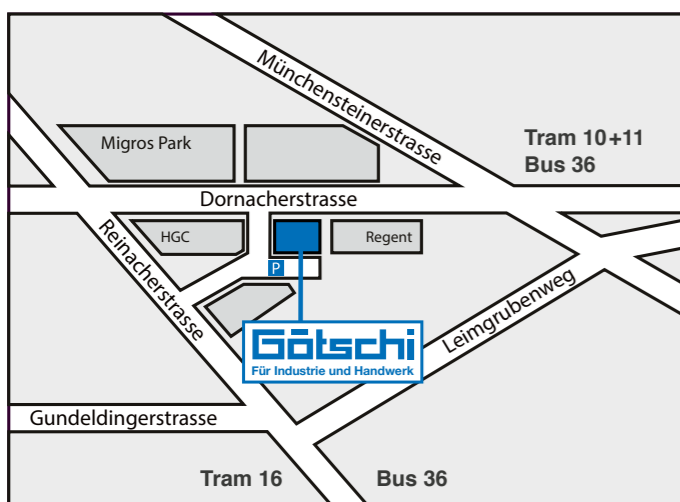 Münchensteinerstrasse
Migros Park
Tram 10+11
Bus 36
Dornacherstrasse
HGC
Regent
Reinacherstrasse
P
Leimgrubenweg
Götschi
Für Industrie und Handwerk
Gundeldingerstrasse
Tram 16
Bus 36